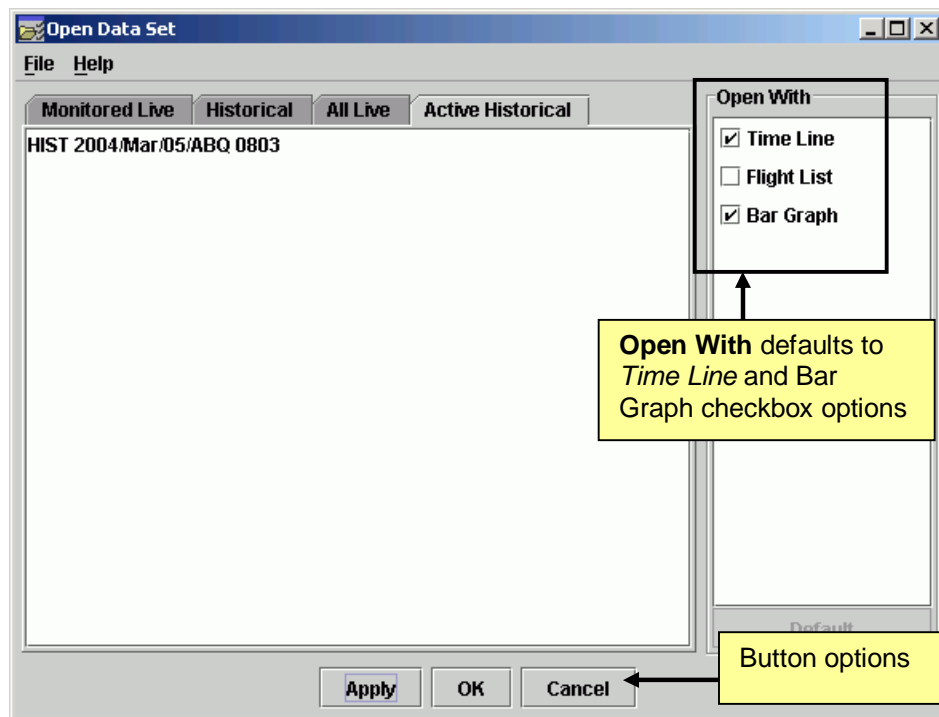 Open Data Set
File Help
Monitored Live Historical All Live Active Historical
HIST 2004/Mar/05/ABQ 0803
Open With
Time Line
Flight List
Bar Graph
Open With defaults to
Time Line and Bar
Graph checkbox options
Default
Button options
Apply OK Cancel